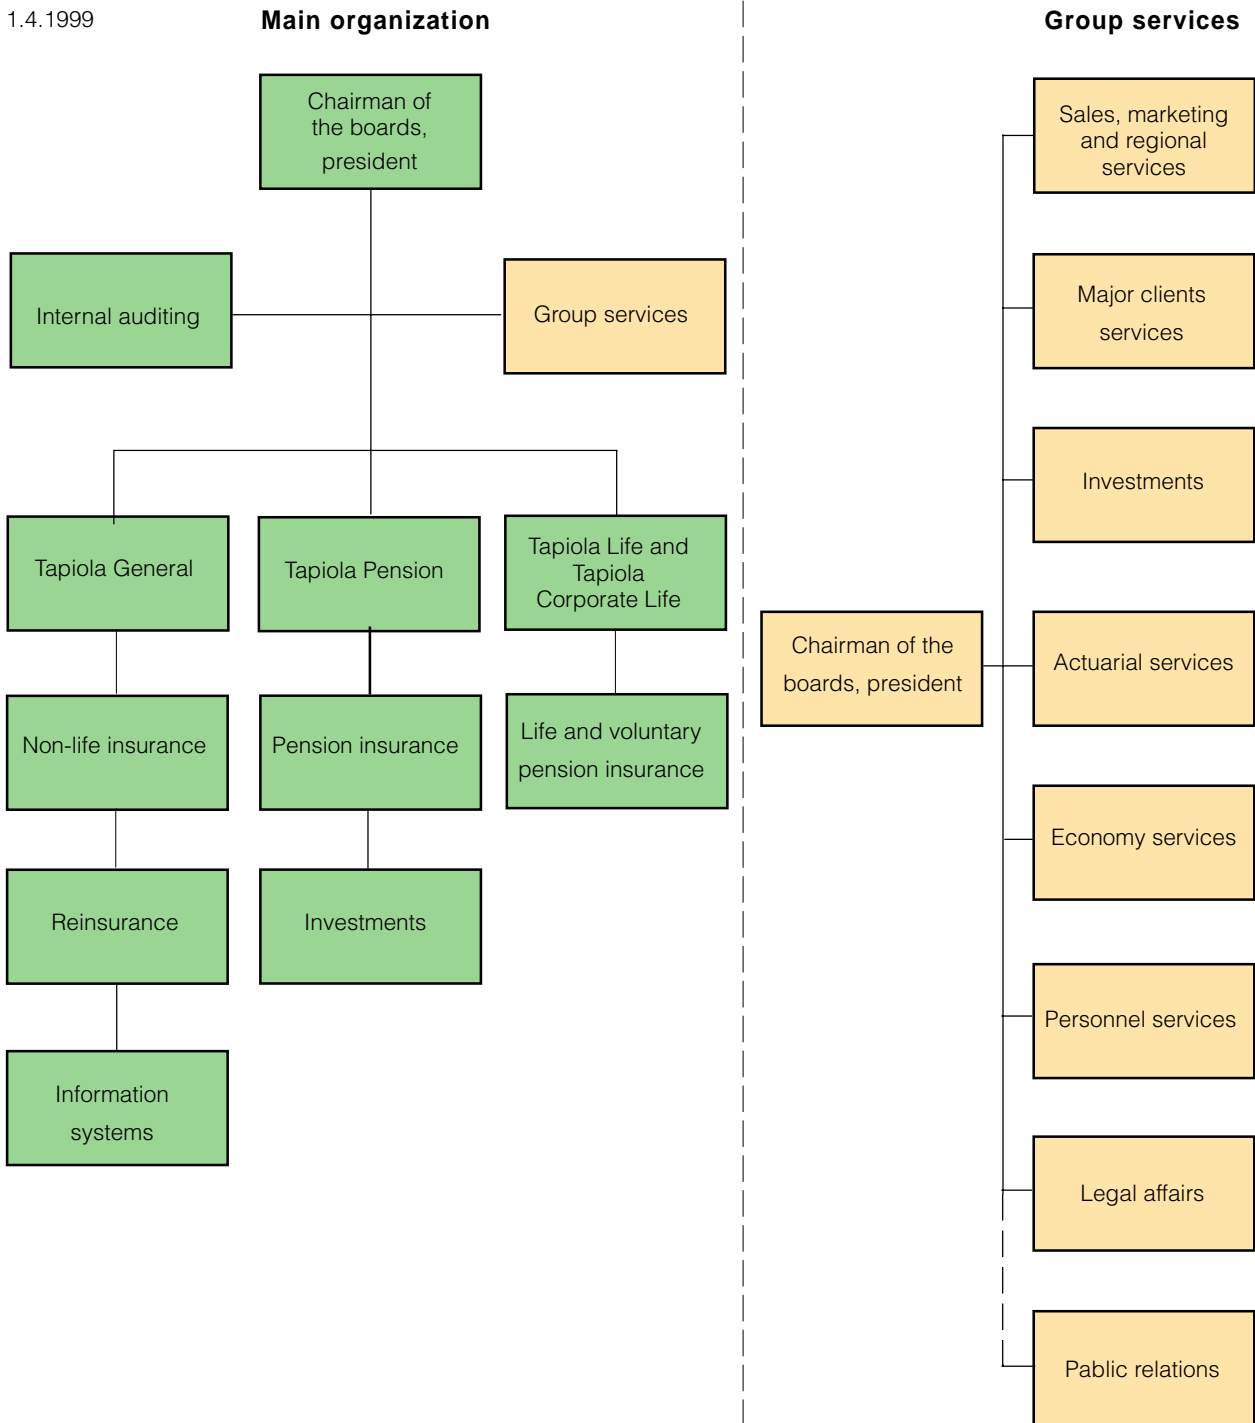 1.4.1999
Main organization
Chairman of
the boards,
president
Internal auditing
Group services
Tapiola General
Tapiola Pension
Tapiola Life and
Tapiola
Corporate Life
Non-life insurance
Pension insurance
Life and voluntary
pension insurance
Reinsurance
Investments
Information
systems
Group services
Chairman of the
boards, president
Sales, marketing
and regional
services
Major clients
services
Investments
Actuarial services
Economy services
Personnel services
Legal affairs
Pablic relations